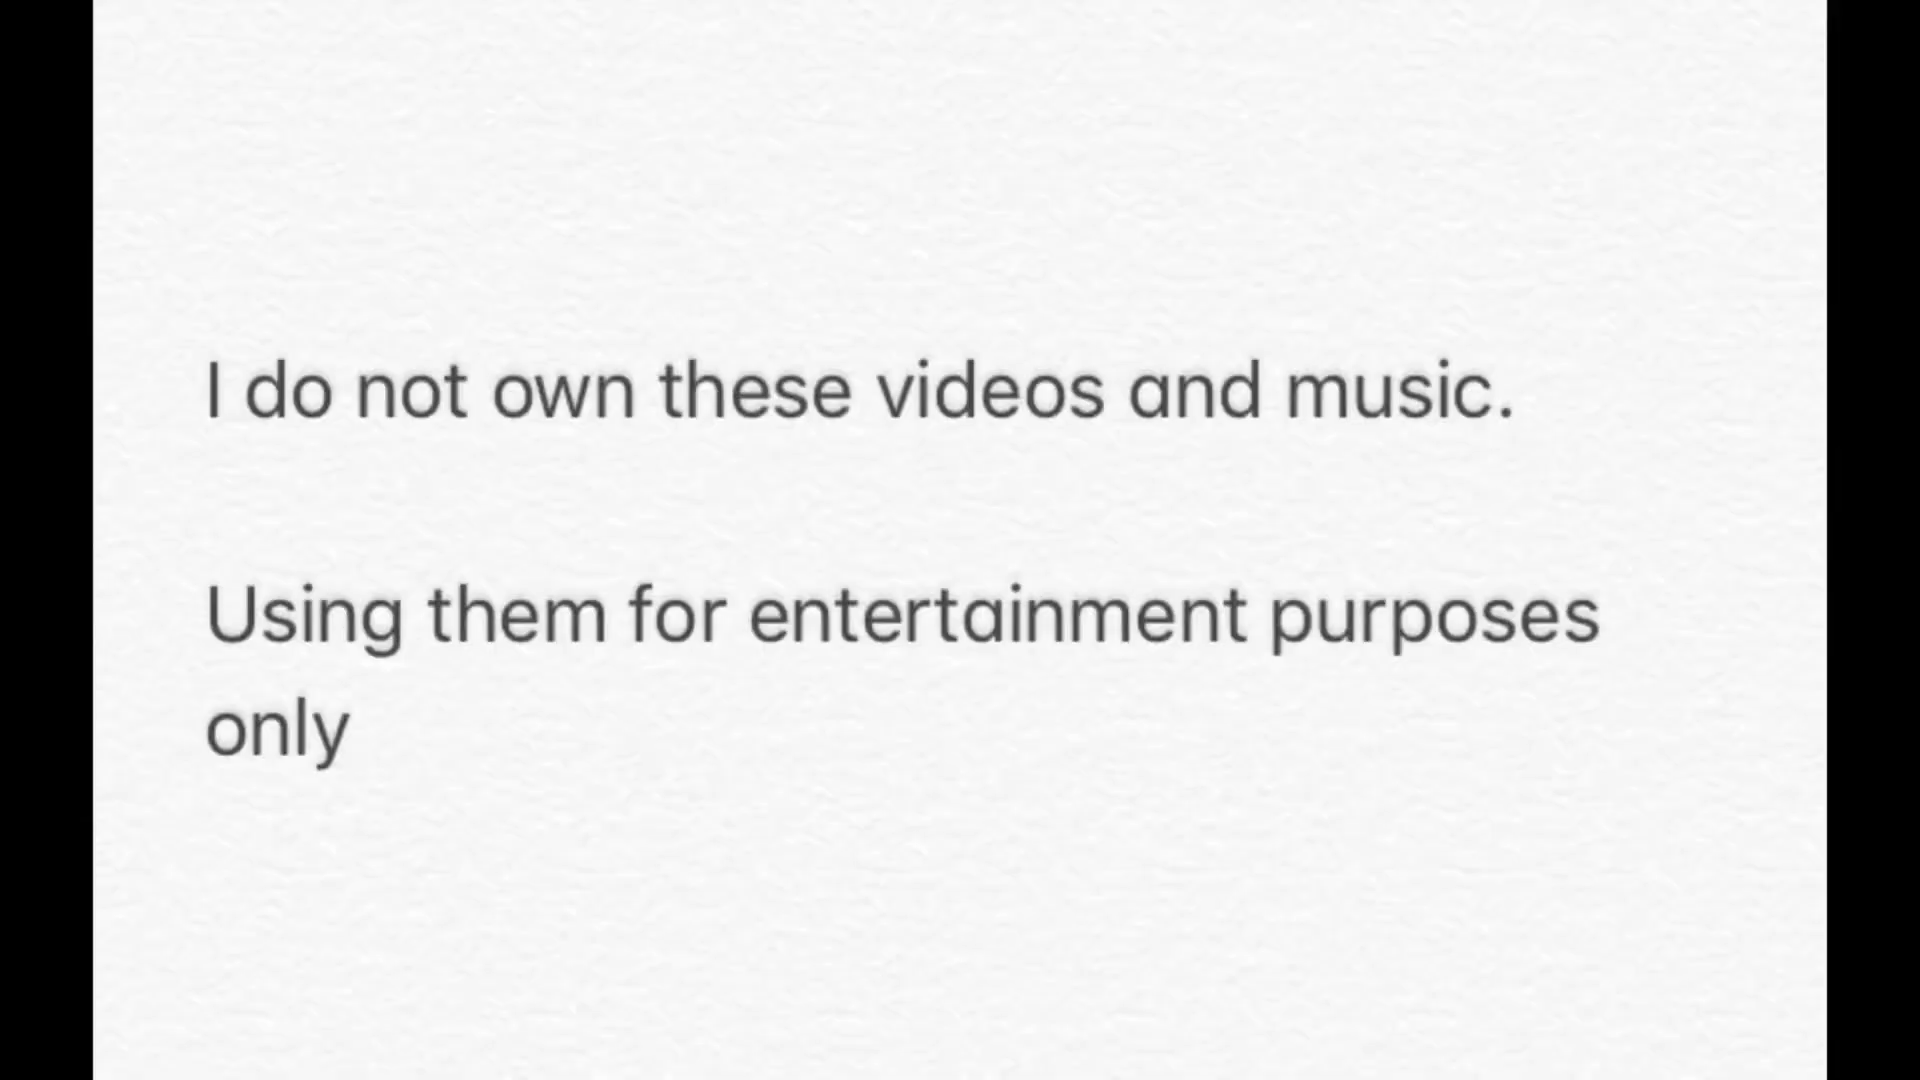 I do not own these videos and music.
Using them for entertainment purposes
only